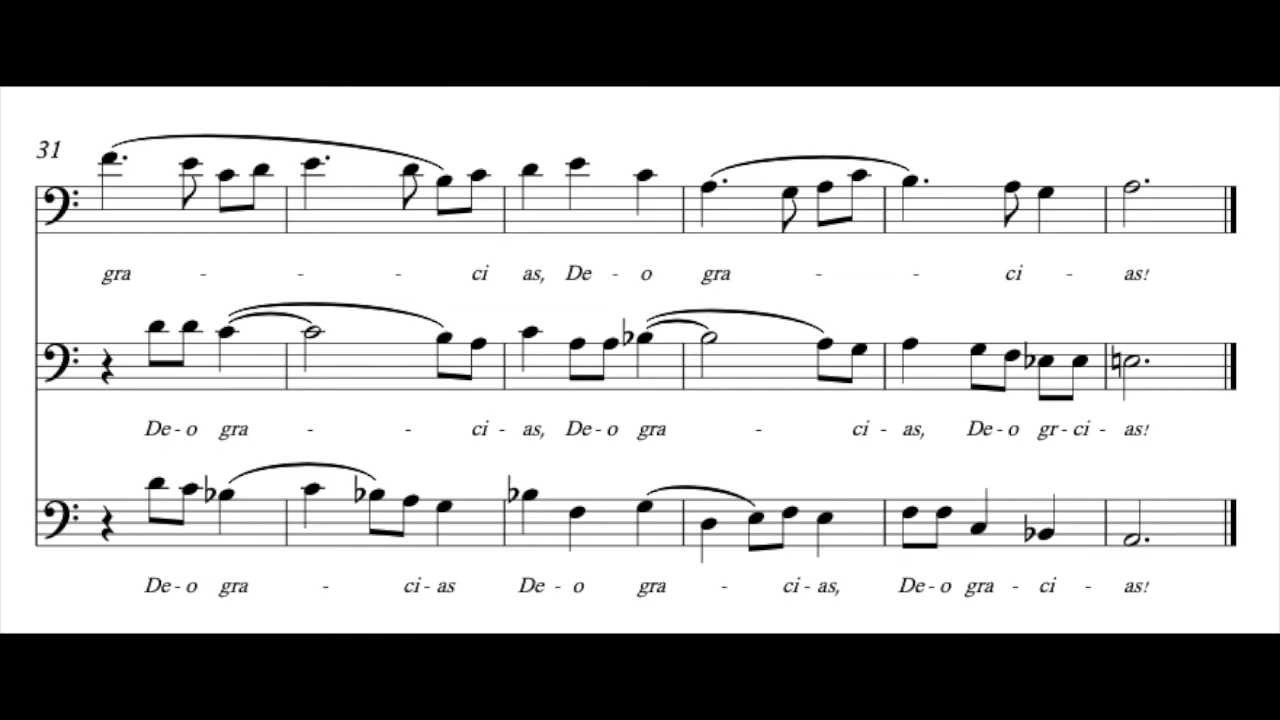 31
gra - - - ci as, De - o gra - - ci - as!
De - o gra - - ci - as, De - o gra - ci - as, De - o gr - ci - as!
De - o gra - ci - as De - o gra - ci - as, De - o gra - ci - as!